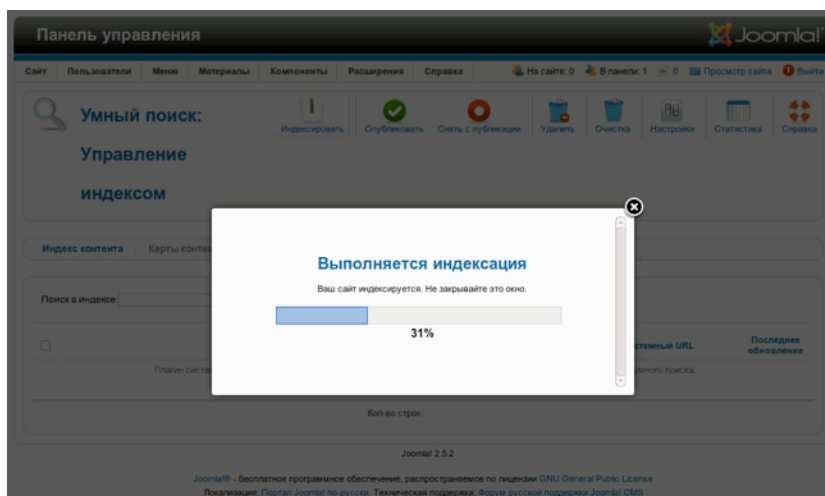 Панель управления
Joomla!
Сайт Пользователи Меню Материалы Компоненты Расширения Справка На сайте: 0 В панели: 1 0 Просмотр сайта Выйти
Умный поиск:
Управление
индексом
Индексировать Опубликовать Снять с публикации Удалить Очистка Настройки Статистика Справка
Индекс контента Карты
Выполняется индексация
Ваш сайт индексируется. Не закрывайте это окно.
31%
Поиск в индексе:
URL
Последнее
обновление
Плагин
поиска.
Кол-во строк:
Joomla! 2.5.2
Joomla!® - бесплатное программное обеспечение, распространяемое по лицензии GNU General Public License
Локализация: Портал Joomla! по-русски. Техническая поддержка: Форум русской поддержки Joomla! CMS